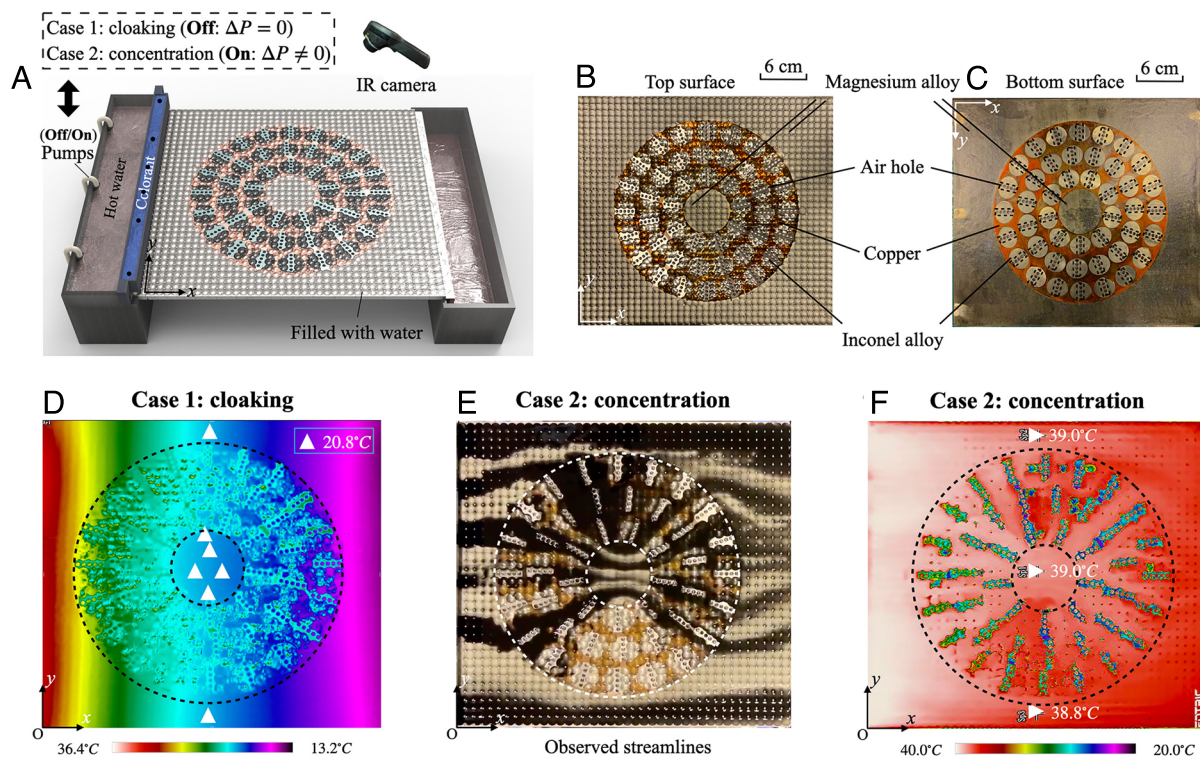 Case 1: cloaking (Off: ΔP = 0)
Case 2: concentration (On: ΔP ≠ 0)
IR camera
A
(Off/On)
Pumps
Hot water
Colorant
y
x
Filled with water
B
6 cm
Top surface
Magnesium alloy
C
6 cm
Bottom surface
x
y
Air hole
Copper
Inconel alloy
y
x
D
Case 1: cloaking
20.8°C
y
x
O
36.4°C
13.2°C
E
Case 2: concentration
y
x
O
Observed streamlines
F
Case 2: concentration
39.0°C
39.0°C
38.8°C
y
x
O
40.0°C
20.0°C